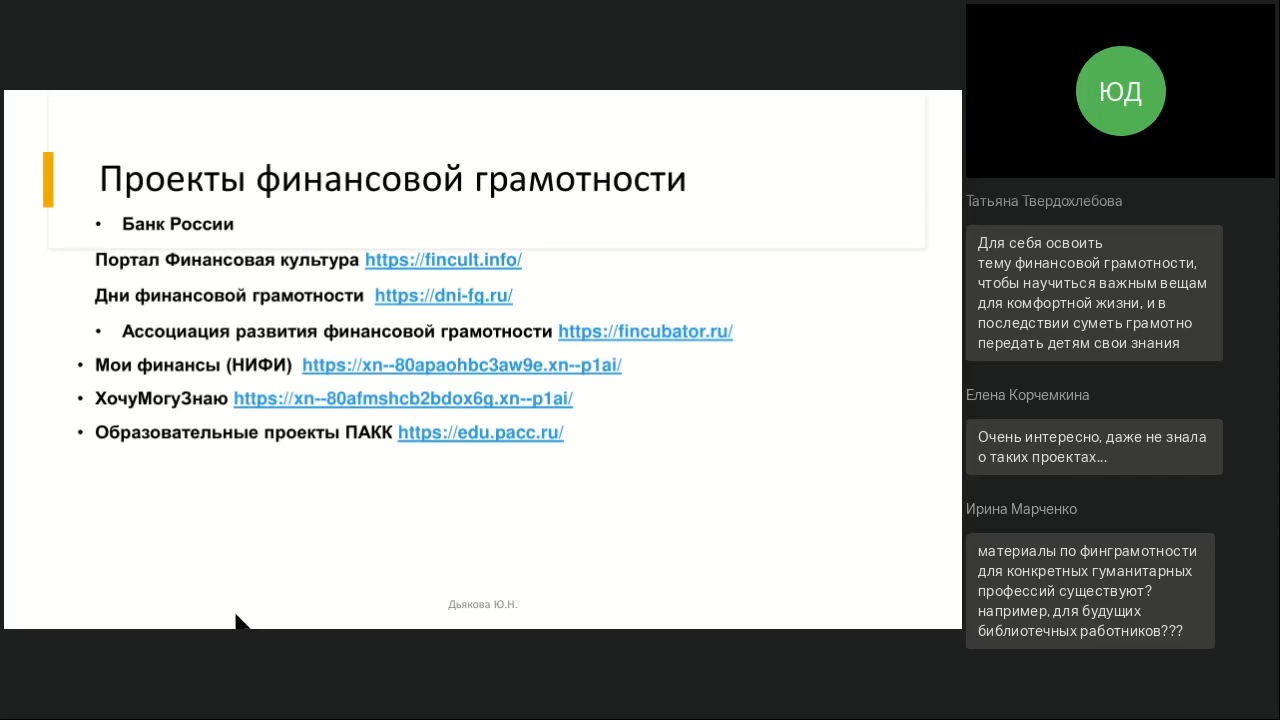 Проекты финансовой грамотности
• Банк России
Портал Финансовая культура https://fincult.info/
Дни финансовой грамотности https://dni-fg.ru/
• Ассоциация развития финансовой грамотности https://fincubator.ru/
• Мои финансы (НИФИ) https://xn--80apaohbc3aw9e.xn--p1ai/
• ХочуМогуЗнаю https://xn--80afmshcb2bdox6g.xn--p1ai/
• Образовательные проекты ПАКК https://edu.pacc.ru/
Дьякова Ю.Н.
ЮД
Татьяна Твердохлебова
Для себя освоить
тему финансовой грамотности,
чтобы научиться важным вещам
для комфортной жизни, и в
последствии суметь грамотно
передать детям свои знания
Елена Корчемкина
Очень интересно, даже не знала
о таких проектах...
Ирина Марченко
материалы по финграмотности
для конкретных гуманитарных
профессий существуют?
например, для будущих
библиотечных работников???